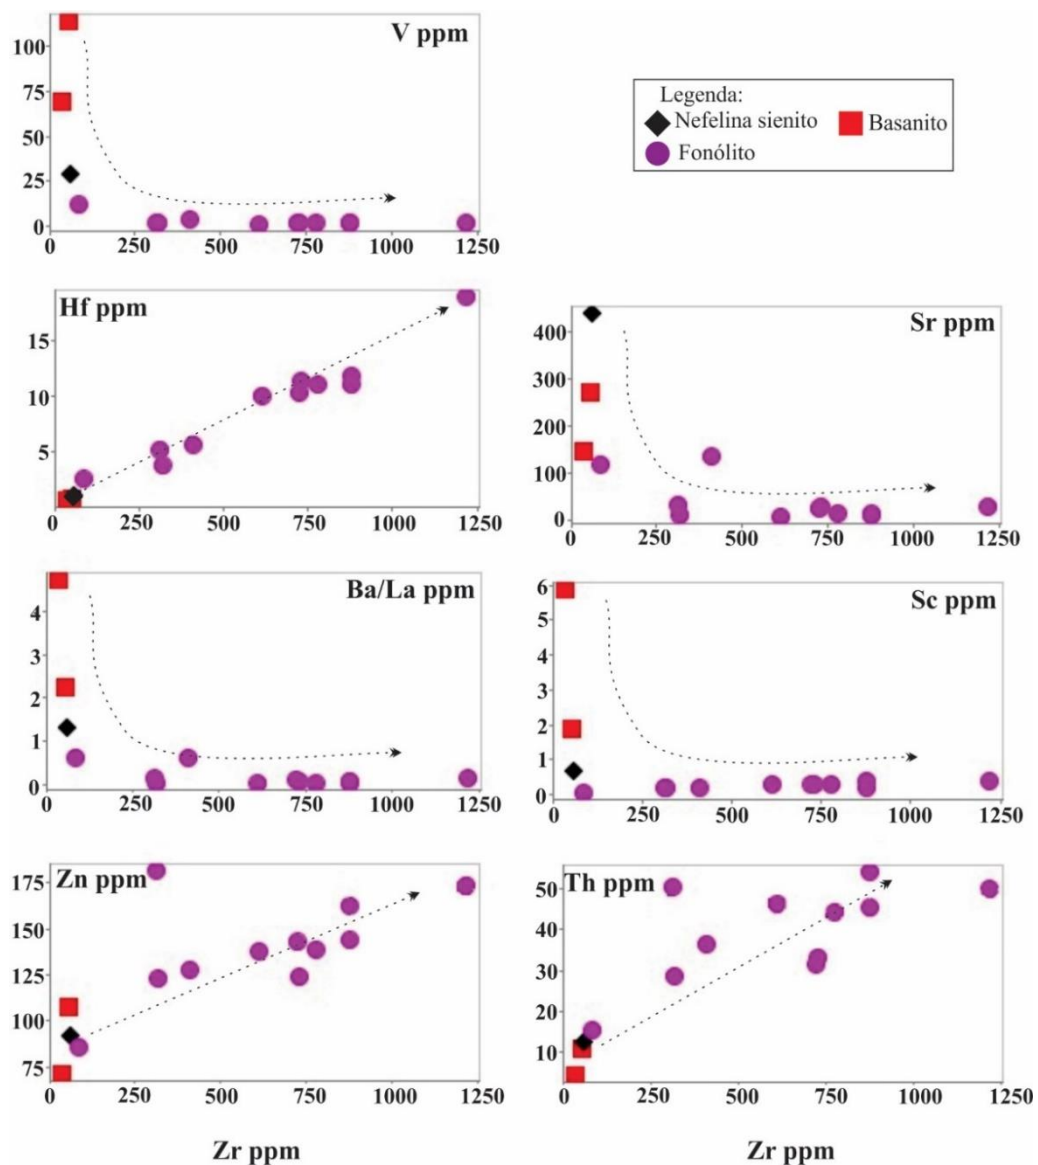 V ppm
100
75
50
25
0
0 250 500 750 1000 1250
Legenda:
Nefelina sienito Basanito
Fonólito
Hf ppm
15
10
5
0 250 500 750 1000 1250
Sr ppm
400
300
200
100
0
0 250 500 750 1000 1250
Ba/La ppm
4
3
2
1
0
0 250 500 750 1000 1250
Sc ppm
6
5
4
3
2
1
0
0 250 500 750 1000 1250
Zn ppm
175
150
125
100
75
0 250 500 750 1000 1250
Zr ppm
Th ppm
50
40
30
20
10
0 250 500 750 1000 1250
Zr ppm